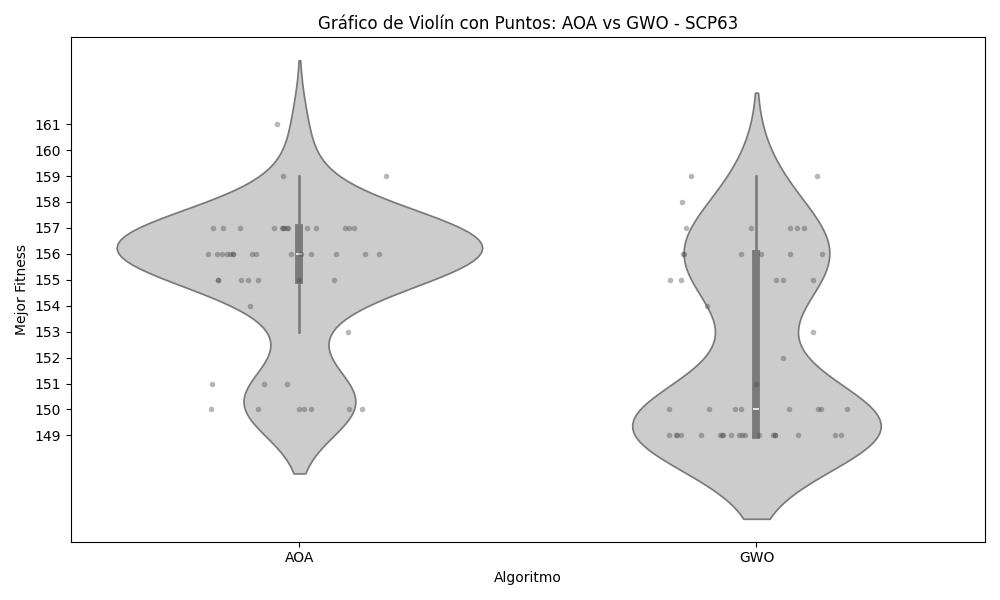 Gráfico de Violín con Puntos: AOA vs GWO - SCP63
Mejor Fitness
161
160
159
158
157
156
155
154
153
152
151
150
149
AOA
GWO
Algoritmo